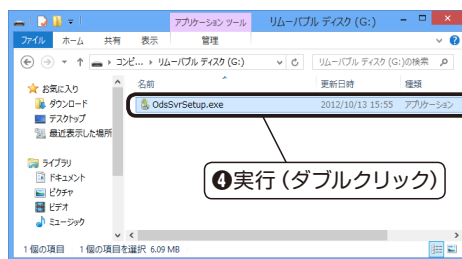 アプリケーション ツール
リムーバブル ディスク (G:)
ファイル ホーム 共有 表示 管理
コンピ... リムーバブル ディスク (G:)
リムーバブル ディスク (G:)の検索
お気に入り
ダウンロード
デスクトップ
最近表示した場所
ライブラリ
ドキュメント
ピクチャ
ビデオ
ミュージック
名前 更新日時 種類
OdsSvrSetup.exe 2012/10/13 15:55 アプリケーション
❹実行(ダブルクリック)
1 個の項目 1 個の項目を選択 6.09 MB